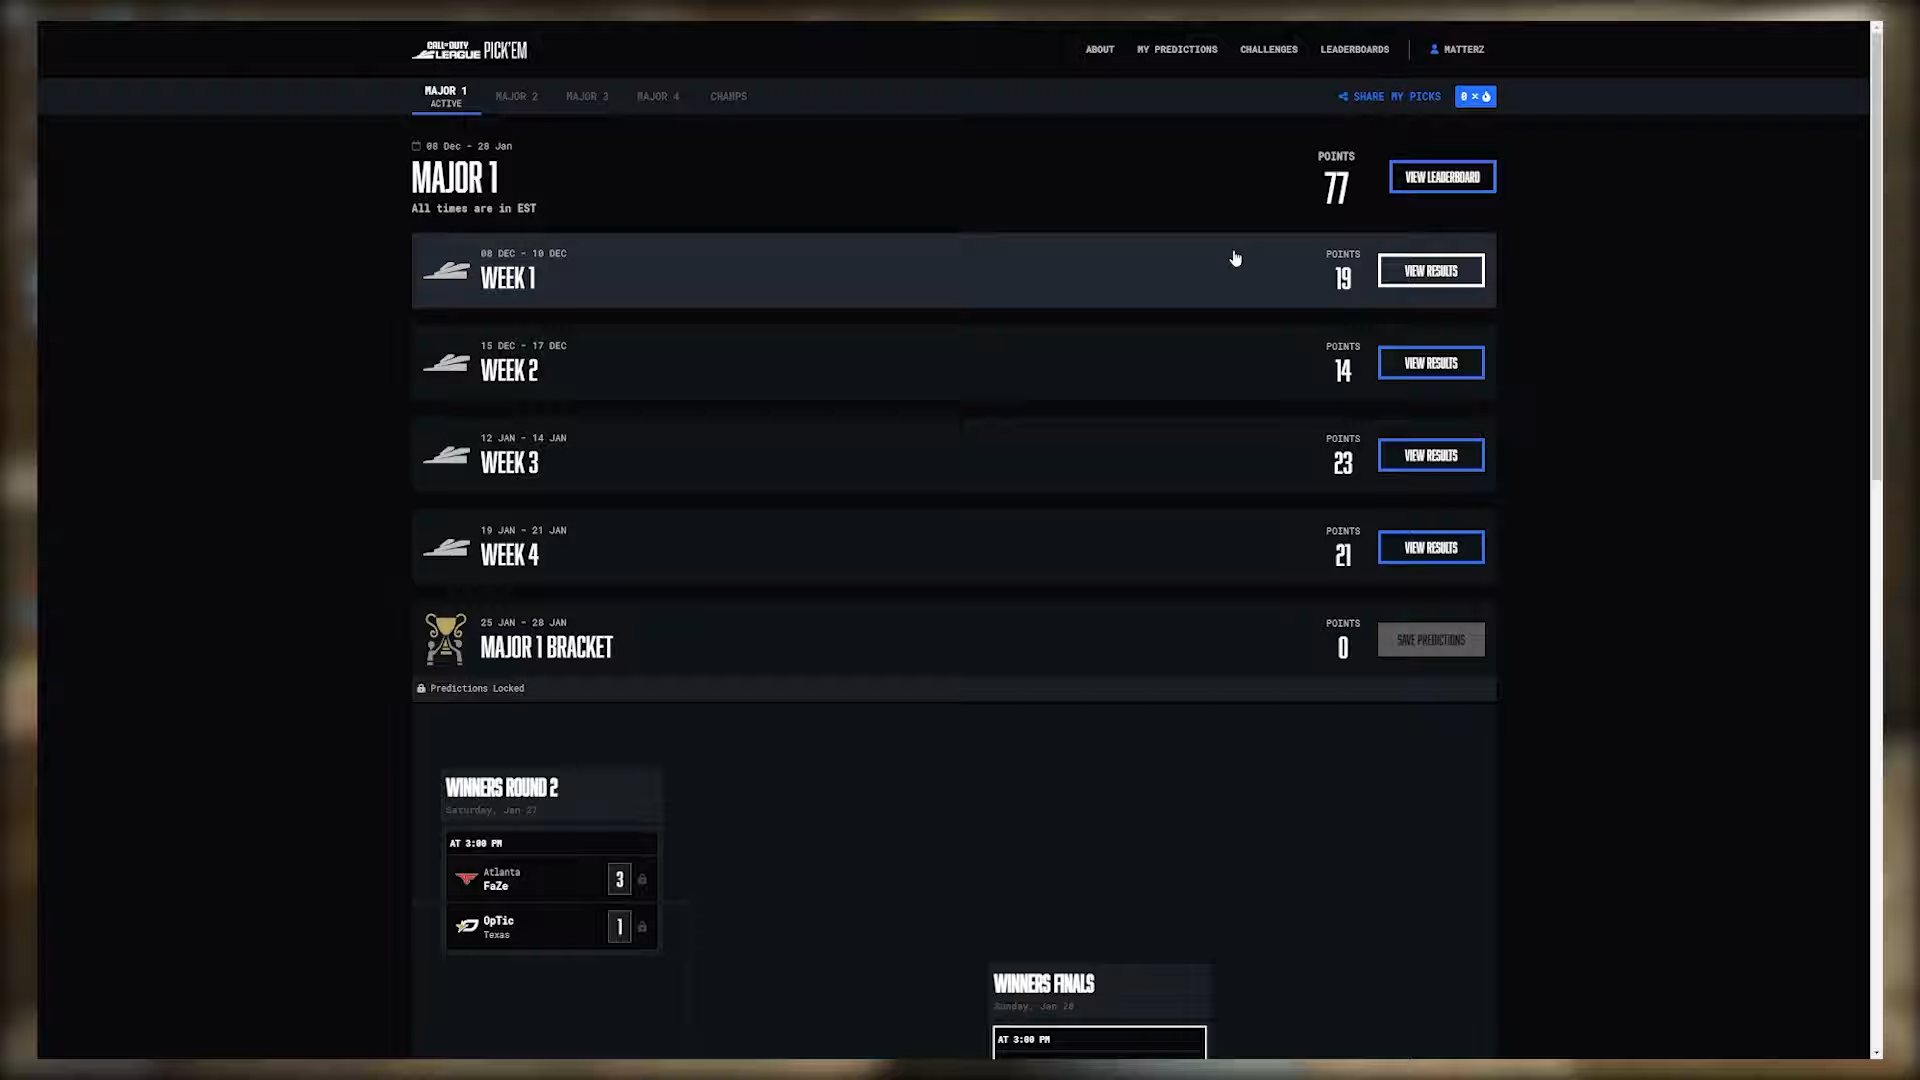 CALL OF DUTY
LEAGUE PICK'EM
ABOUT
MY PREDICTIONS
CHALLENGES
LEADERBOARDS
MATTERZ
MAJOR 1
ACTIVE
MAJOR 2
MAJOR 3
MAJOR 4
CHAMPS
SHARE MY PICKS
0 ×
08 Dec - 28 Jan
MAJOR 1
All times are in EST
POINTS
77
VIEW LEADERBOARD
08 DEC - 10 DEC
WEEK 1
POINTS
19
VIEW RESULTS
15 DEC - 17 DEC
WEEK 2
POINTS
14
VIEW RESULTS
12 JAN - 14 JAN
WEEK 3
POINTS
23
VIEW RESULTS
19 JAN - 21 JAN
WEEK 4
POINTS
21
VIEW RESULTS
25 JAN - 28 JAN
MAJOR 1 BRACKET
POINTS
0
SAVE PREDICTIONS
Predictions Locked
WINNERS ROUND 2
Saturday, Jan 27
AT 3:00 PM
Atlanta
FaZe
3
OpTic
Texas
1
WINNERS FINALS
Sunday, Jan 28
AT 3:00 PM